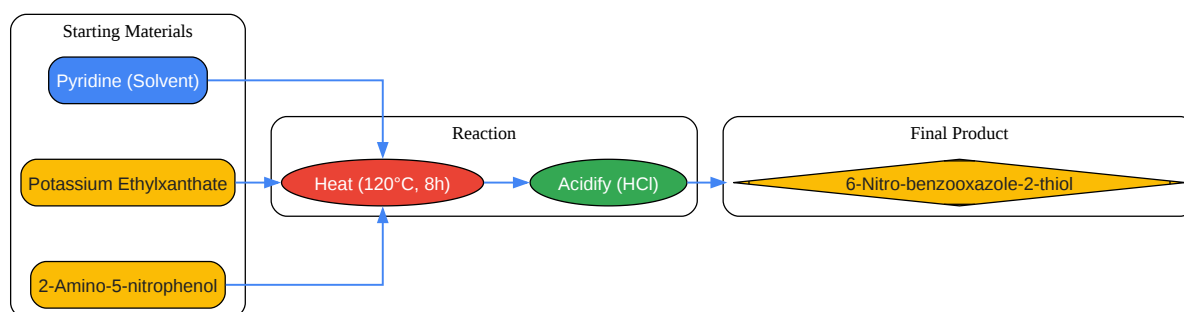 Starting Materials
Pyridine (Solvent)
Potassium Ethylxanthate
2-Amino-5-nitrophenol
Reaction
Heat (120°C, 8h)
Acidify (HCl)
Final Product
6-Nitro-benzooxazole-2-thiol